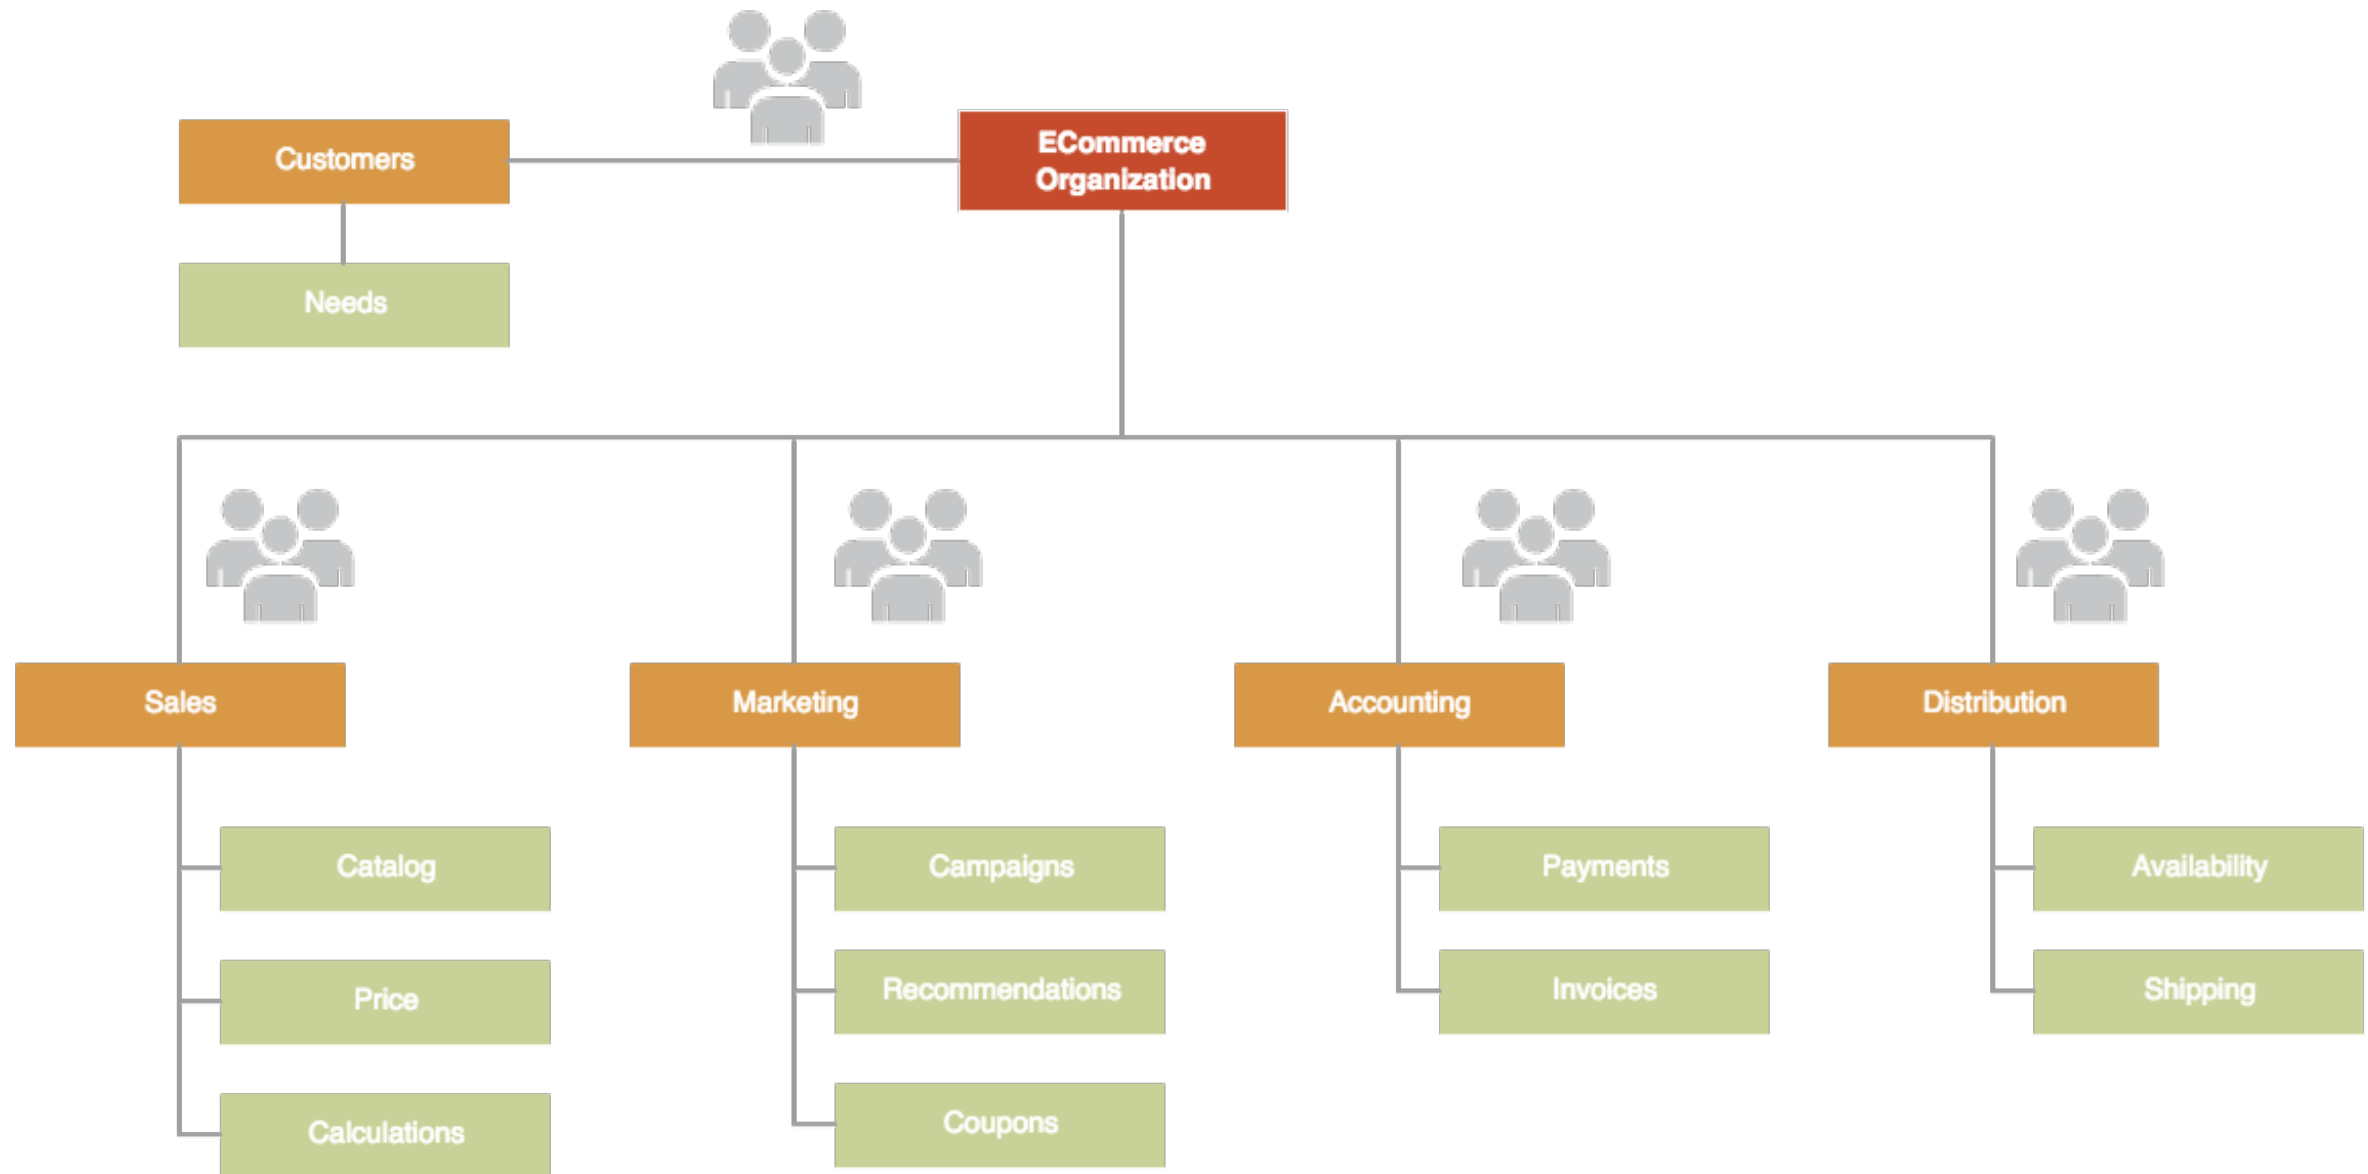 Customers
ECommerce
Organization
Needs
Sales
Marketing
Accounting
Distribution
Catalog
Campaigns
Payments
Availability
Price
Recommendations
Invoices
Shipping
Calculations
Coupons